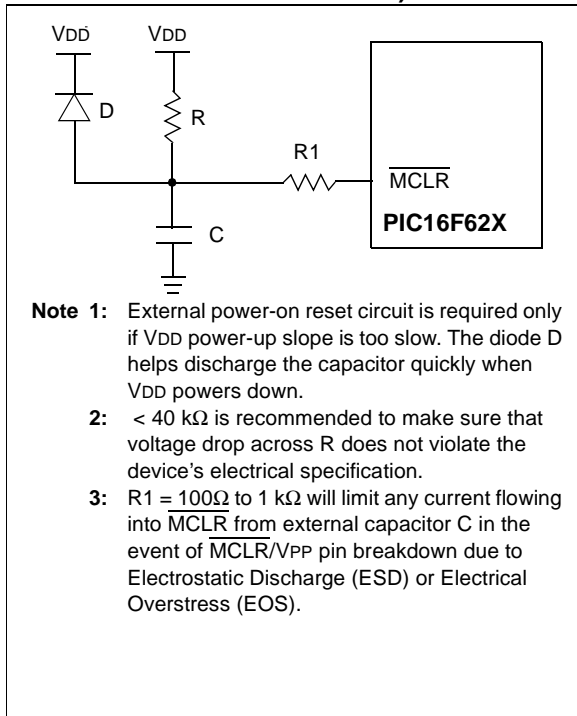 VDD VDD
D
R
R1
MCLR
PIC16F62X
C
Note 1: External power-on reset circuit is required only
if VDD power-up slope is too slow. The diode D
helps discharge the capacitor quickly when
VDD powers down.
2: < 40 kΩ is recommended to make sure that
voltage drop across R does not violate the
device's electrical specification.
3: R1 = 100Ω to 1 kΩ will limit any current flowing
into MCLR from external capacitor C in the
event of MCLR/VPP pin breakdown due to
Electrostatic Discharge (ESD) or Electrical
Overstress (EOS).